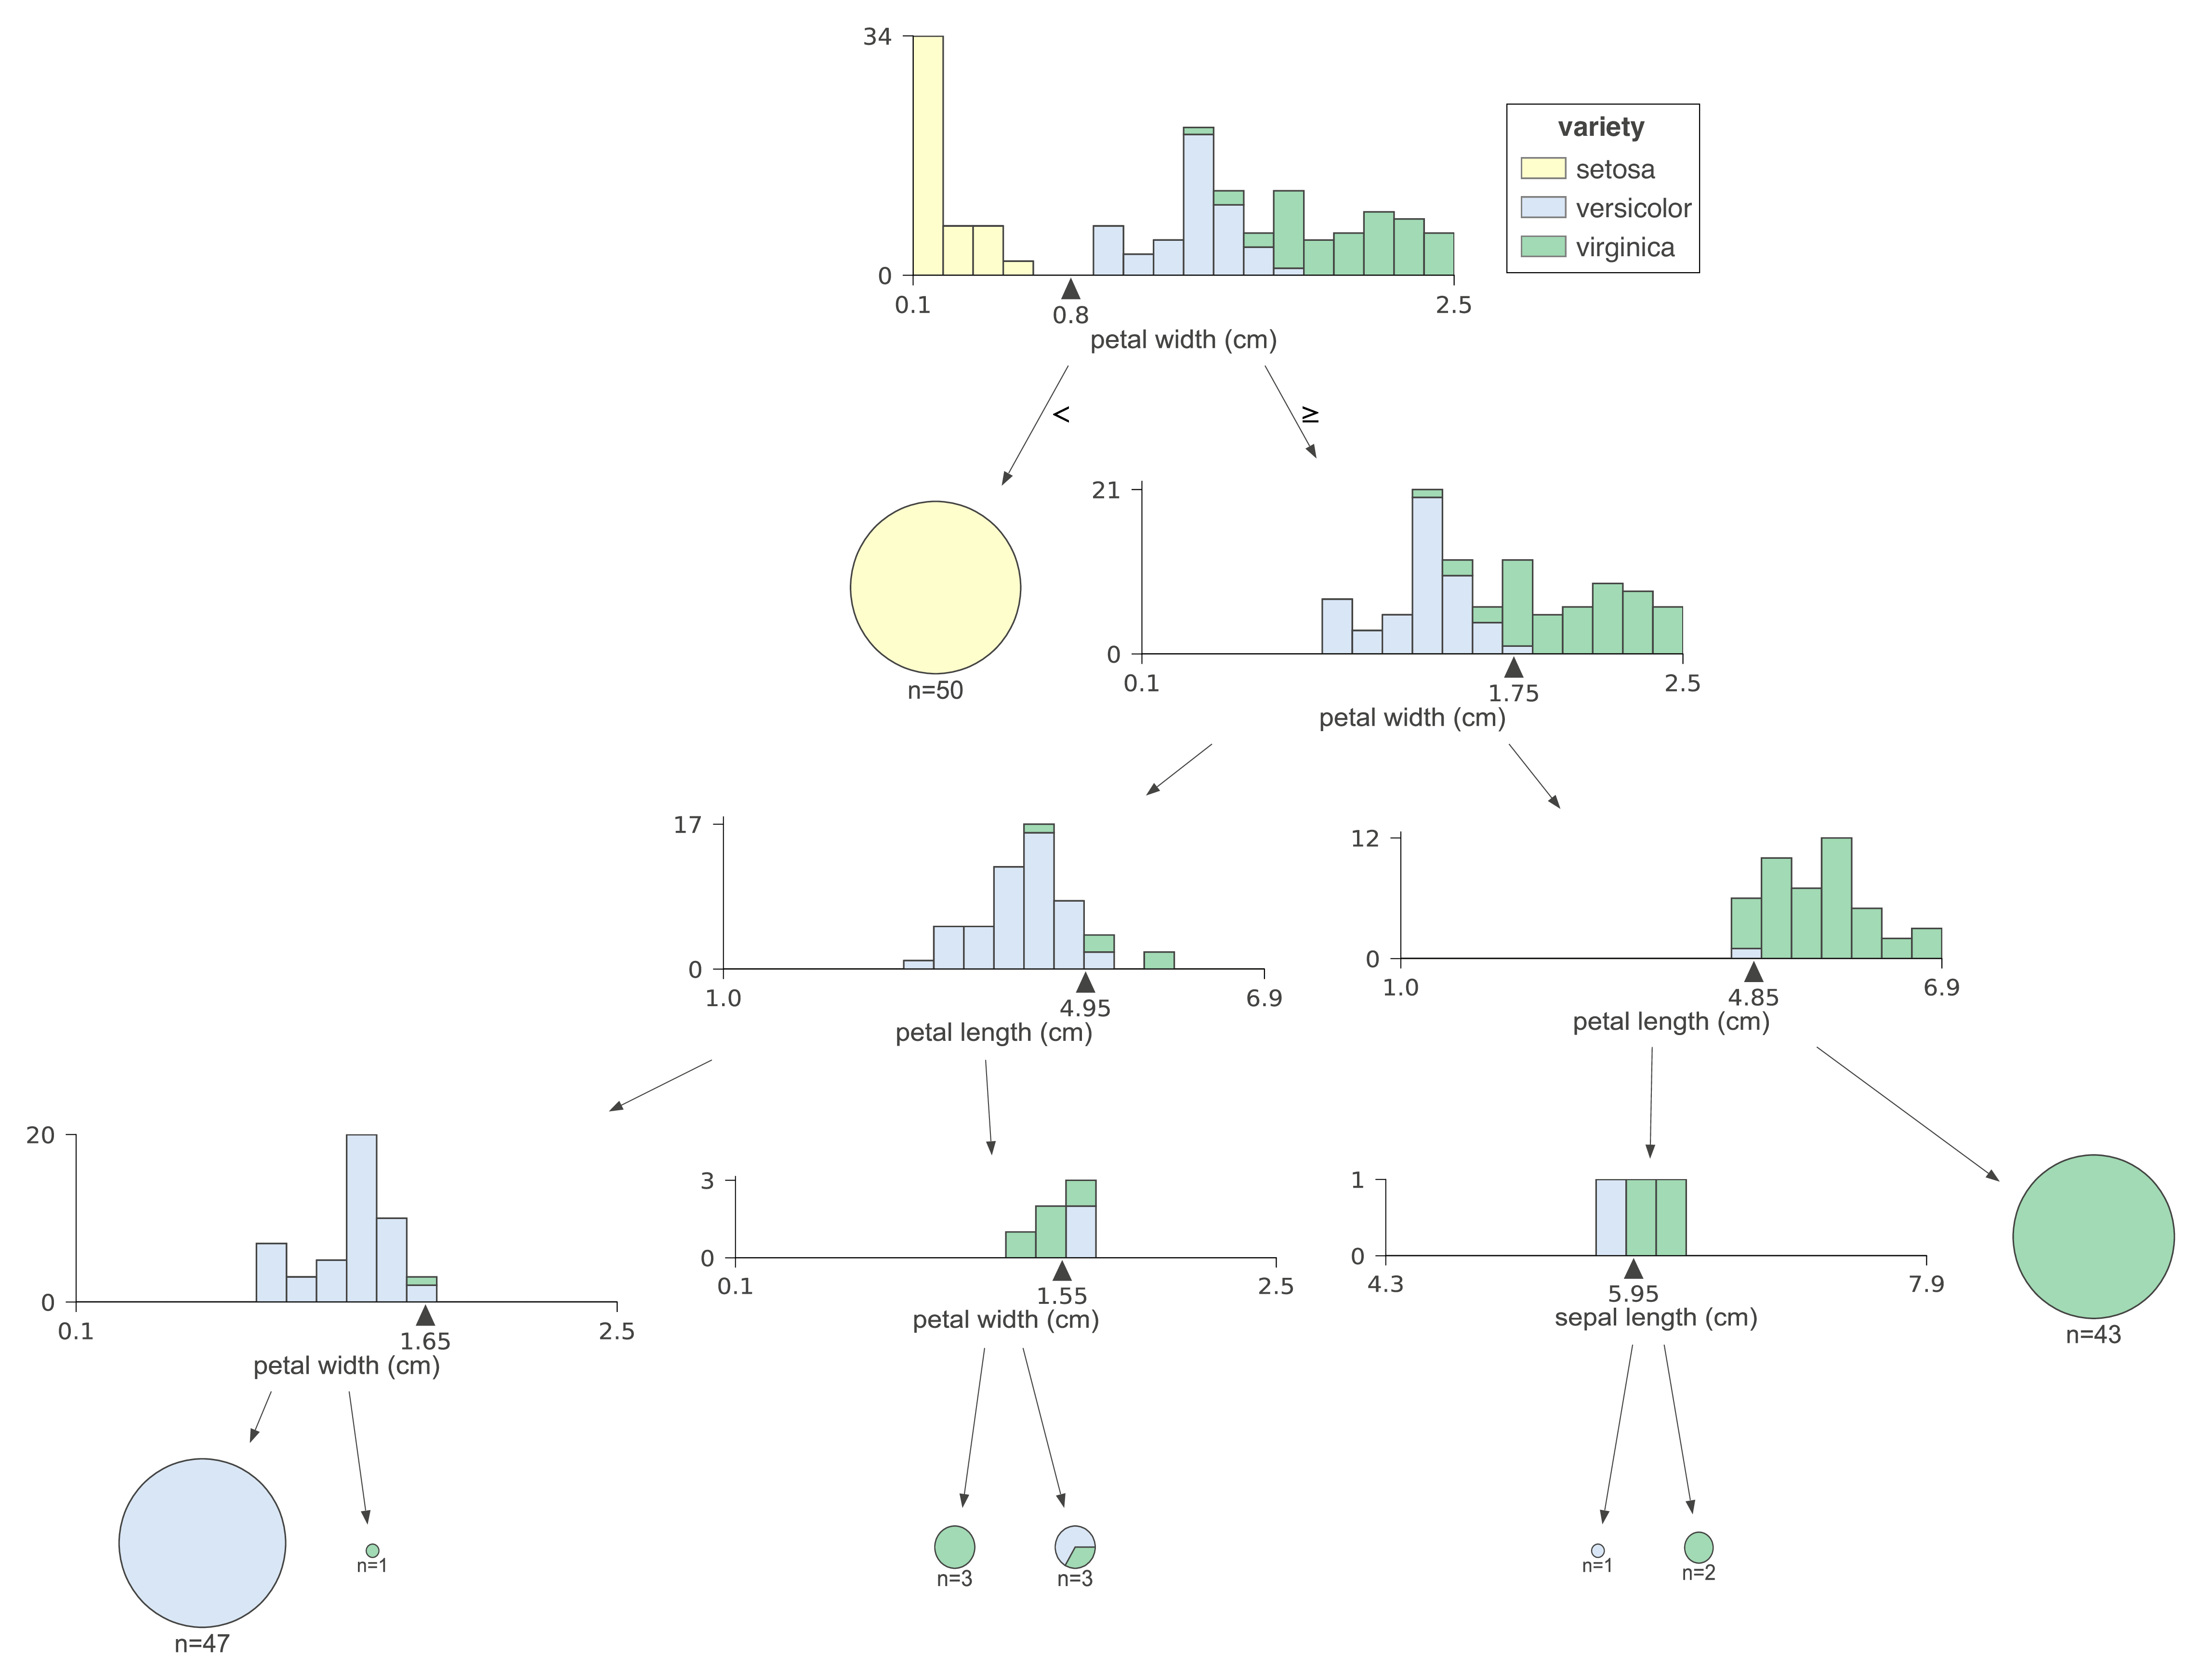 34
0
0.1
0.8
2.5
petal width (cm)
variety
setosa
versicolor
virginica
<
≥
n=50
21
0
0.1
1.75
2.5
petal width (cm)
17
0
1.0
4.95
6.9
petal length (cm)
12
0
1.0
4.85
6.9
petal length (cm)
20
0
0.1
1.65
2.5
petal width (cm)
3
0
0.1
1.55
2.5
petal width (cm)
1
0
4.3
5.95
7.9
sepal length (cm)
n=43
n=47
n=1
n=3
n=3
n=1
n=2